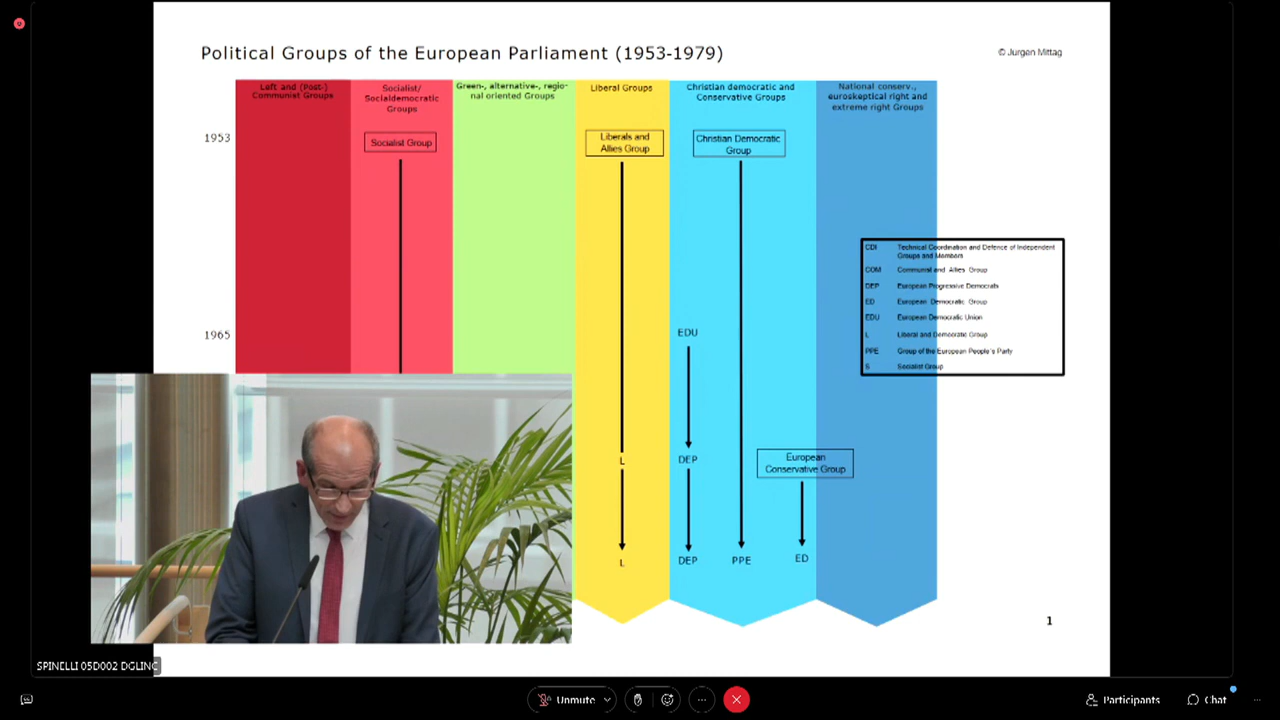 Political Groups of the European Parliament (1953-1979)
© Jürgen Mittag
Left and (Post-)
Communist Groups
Socialist/
Socialdemocratic
Groups
Green-, alternative-, regio-
nal oriented Groups
Liberal Groups
Christian democratic and
Conservative Groups
National conserv.,
euroskeptical right and
extreme right Groups
1953
Socialist Group
Liberals and
Allies Group
Christian Democratic
Group
CDI Technical Coordination and Defence of Independent
Groups and Members
COM Communist and Allies Group
DEP European Progressive Democrats
ED European Democratic Group
EDU European Democratic Union
L Liberal and Democratic Group
PPE Group of the European People's Party
S Socialist Group
1965
EDU
L
DEP
European
Conservative Group
L
DEP
PPE
ED
1
SPINELLI 05D002 DGLINC
Unmute
Participants
Chat